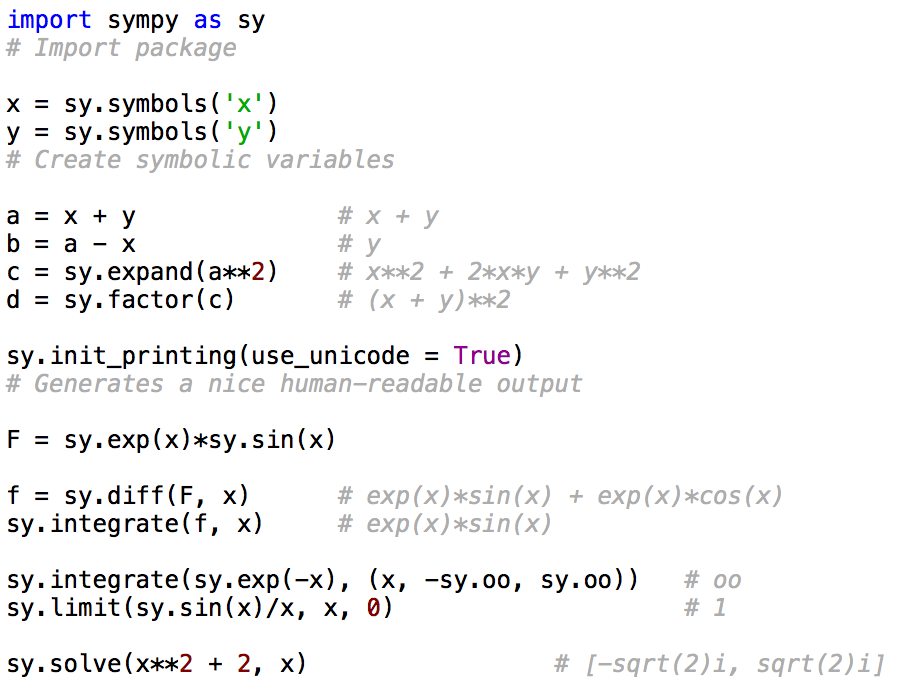 import sympy as sy
# Import package
x = sy.symbols('x')
y = sy.symbols('y')
# Create symbolic variables
a = x + y # x + y
b = a - x # y
c = sy.expand(a**2) # x**2 + 2*x*y + y**2
d = sy.factor(c) # (x + y)**2
sy.init_printing(use_unicode = True)
# Generates a nice human-readable output
F = sy.exp(x)*sy.sin(x)
f = sy.diff(F, x) # exp(x)*sin(x) + exp(x)*cos(x)
sy.integrate(f, x) # exp(x)*sin(x)
sy.integrate(sy.exp(-x), (x, -sy.oo, sy.oo)) # oo
sy.limit(sy.sin(x)/x, x, 0) # 1
sy.solve(x**2 + 2, x) # [-sqrt(2)i, sqrt(2)i]